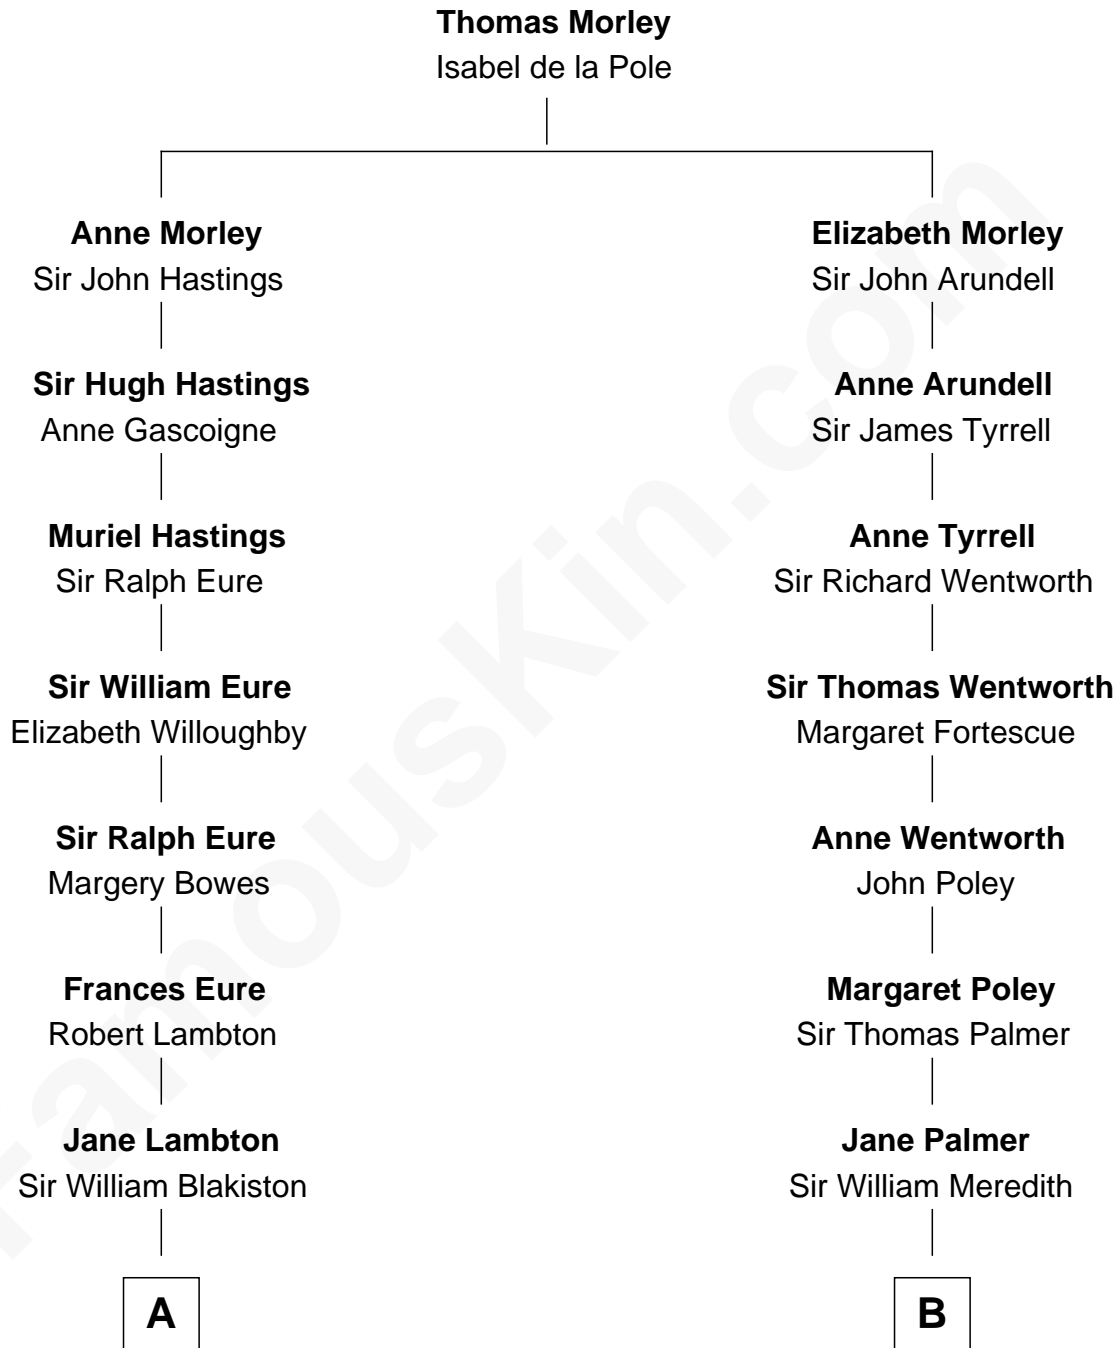 Thomas Morley
Isabel de la Pole
Anne Morley
Sir John Hastings
Elizabeth Morley
Sir John Arundell
Sir Hugh Hastings
Anne Gascoigne
Anne Arundell
Sir James Tyrrell
Muriel Hastings
Sir Ralph Eure
Anne Tyrrell
Sir Richard Wentworth
Sir William Eure
Elizabeth Willoughby
Sir Thomas Wentworth
Margaret Fortescue
Sir Ralph Eure
Margery Bowes
Anne Wentworth
John Poley
Frances Eure
Robert Lambton
Margaret Poley
Sir Thomas Palmer
Jane Lambton
Sir William Blakiston
Jane Palmer
Sir William Meredith
A
B
FamousKin.com